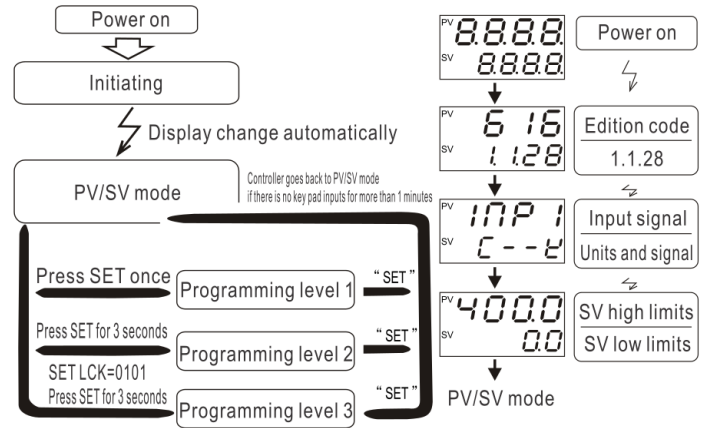 Power on
Initiating
Display change automatically
PV/SV mode
Controller goes back to PV/SV mode
if there is no key pad inputs for more than 1 minutes
Press SET once
Programming level 1
“SET”
Press SET for 3 seconds
Programming level 2
“SET”
SET LCK=0101
Press SET for 3 seconds
Programming level 3
“SET”
PV 8.8.8.8.
SV 8.8.8.8.
Power on
PV 616
SV 1.1.28
Edition code
1.1.28
PV INP1
SV C--K
Input signal
Units and signal
PV 400.0
SV 0.0
SV high limits
SV low limits
PV/SV mode